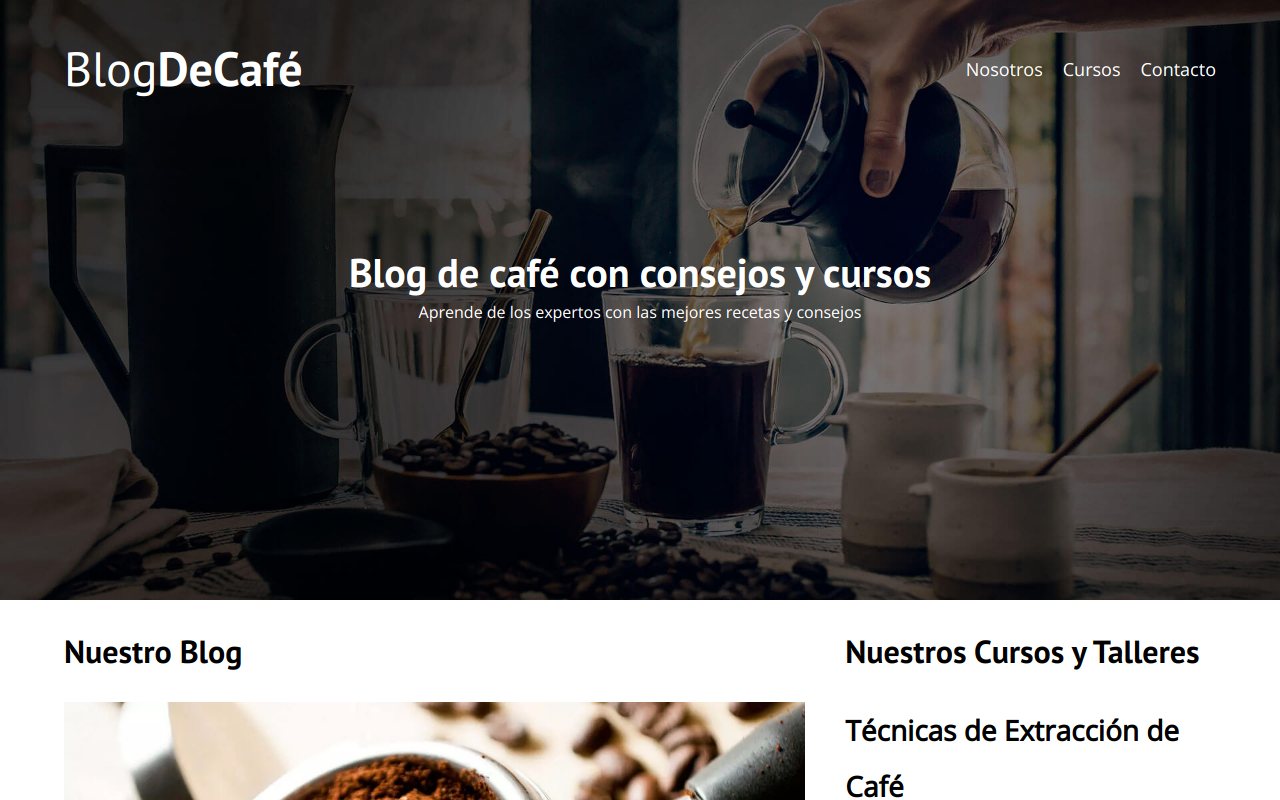 BlogDeCafé
Nosotros Cursos Contacto
Blog de café con consejos y cursos
Aprende de los expertos con las mejores recetas y consejos
Nuestro Blog
Nuestros Cursos y Talleres
Técnicas de Extracción de
Café